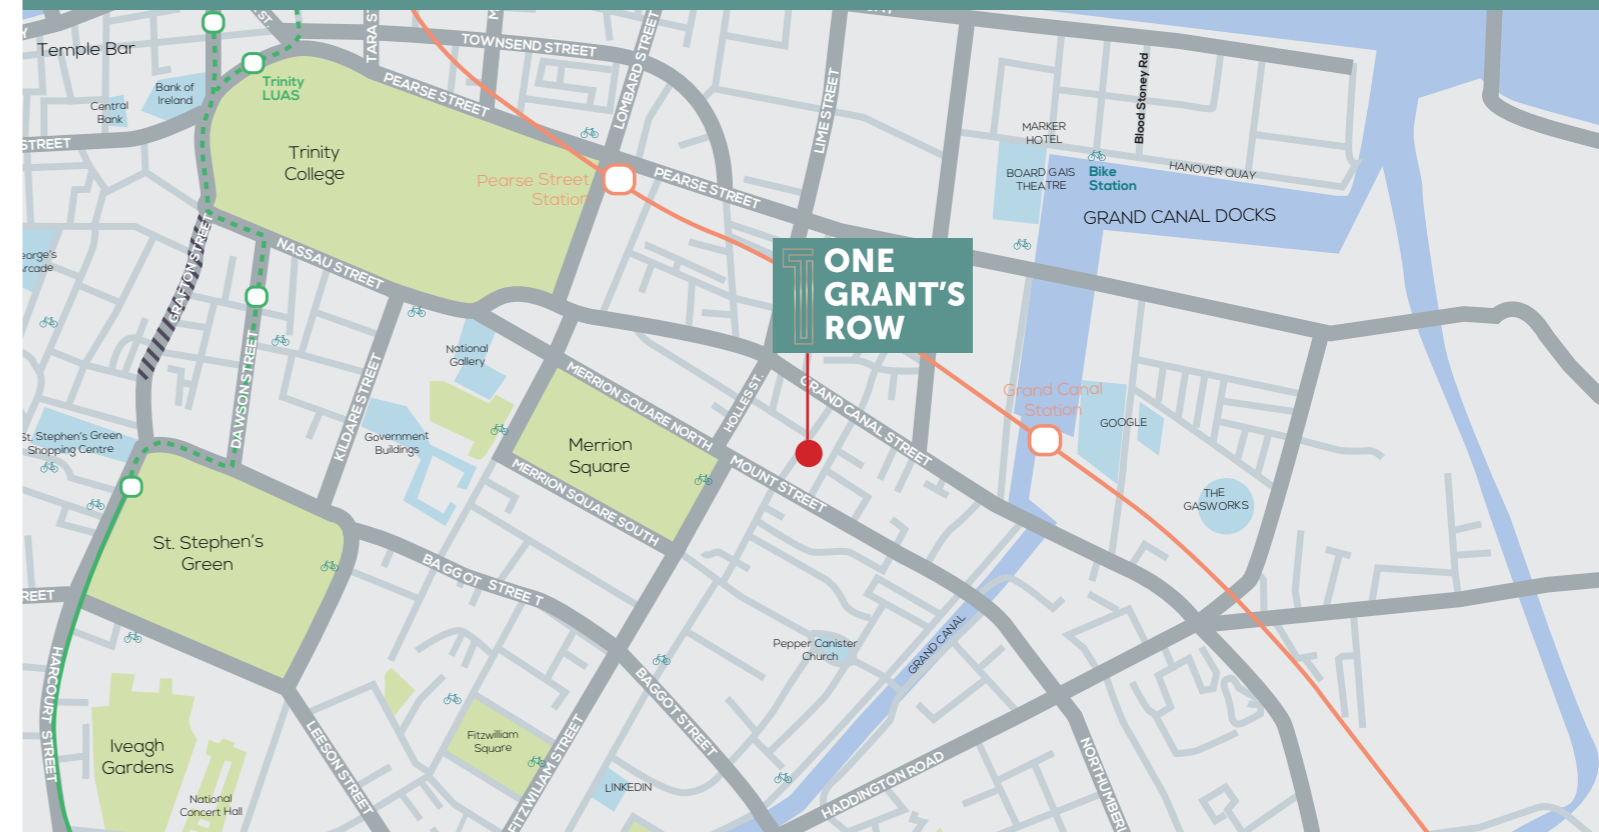 ST.
TARA S
TOWNSEND STREET
LOMBARD STREET
Temple Bar
Trinity
LUAS
Bank of
Ireland
Central
Bank
STREET
PEARSE STREET
LIME STREET
Blood Stoney Rd
MARKER
HOTEL
Trinity
College
Pearse Street
Station
PEARSE STREET
BOARD GAIS
THEATRE
Bike
Station
HANOVER QUAY
GRAND CANAL DOCKS
eorge's
rcade
GRAFTON STREET
NASSAU STREET
ONE
GRANT'S
ROW
DAWSON STREET
KILDARE STREET
National
Gallery
MERRION SQUARE NORTH
HOLLES ST.
GRAND CANAL STREET
Grand Canal
Station
GOOGLE
St. Stephen's Green
Shopping Centre
Government
Buildings
Merrion
Square
MERRION SQUARE SOUTH
MOUNT STREET
THE
GASWORKS
St. Stephen's
Green
BAGGOT STREET
REET
Pepper Canister
Church
GRAND CANAL
HARCOURT STREET
BAGGOT STREET
Iveagh
Gardens
LEESON STREET
Fitzwilliam
Square
FITZWILIAM STREET
LINKEDIN
HADDINGTON ROAD
NORTHUMBERL
National
Concert Hall